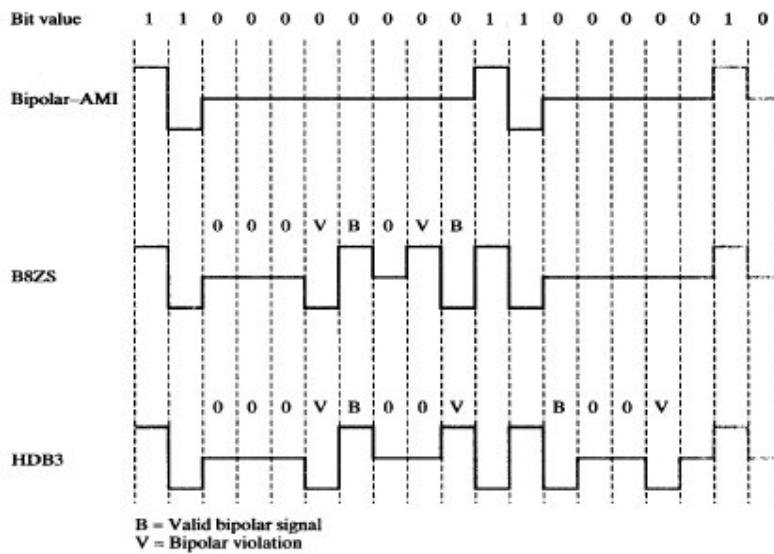 Bit value 1 1 0 0 0 0 0 0 0 0 1 1 0 0 0 0 0 1 0
Bipolar–AMI
0 0 0 V B 0 V B
B8ZS
0 0 0 V B 0 0 V B 0 0 V
HDB3
B = Valid bipolar signal
V = Bipolar violation